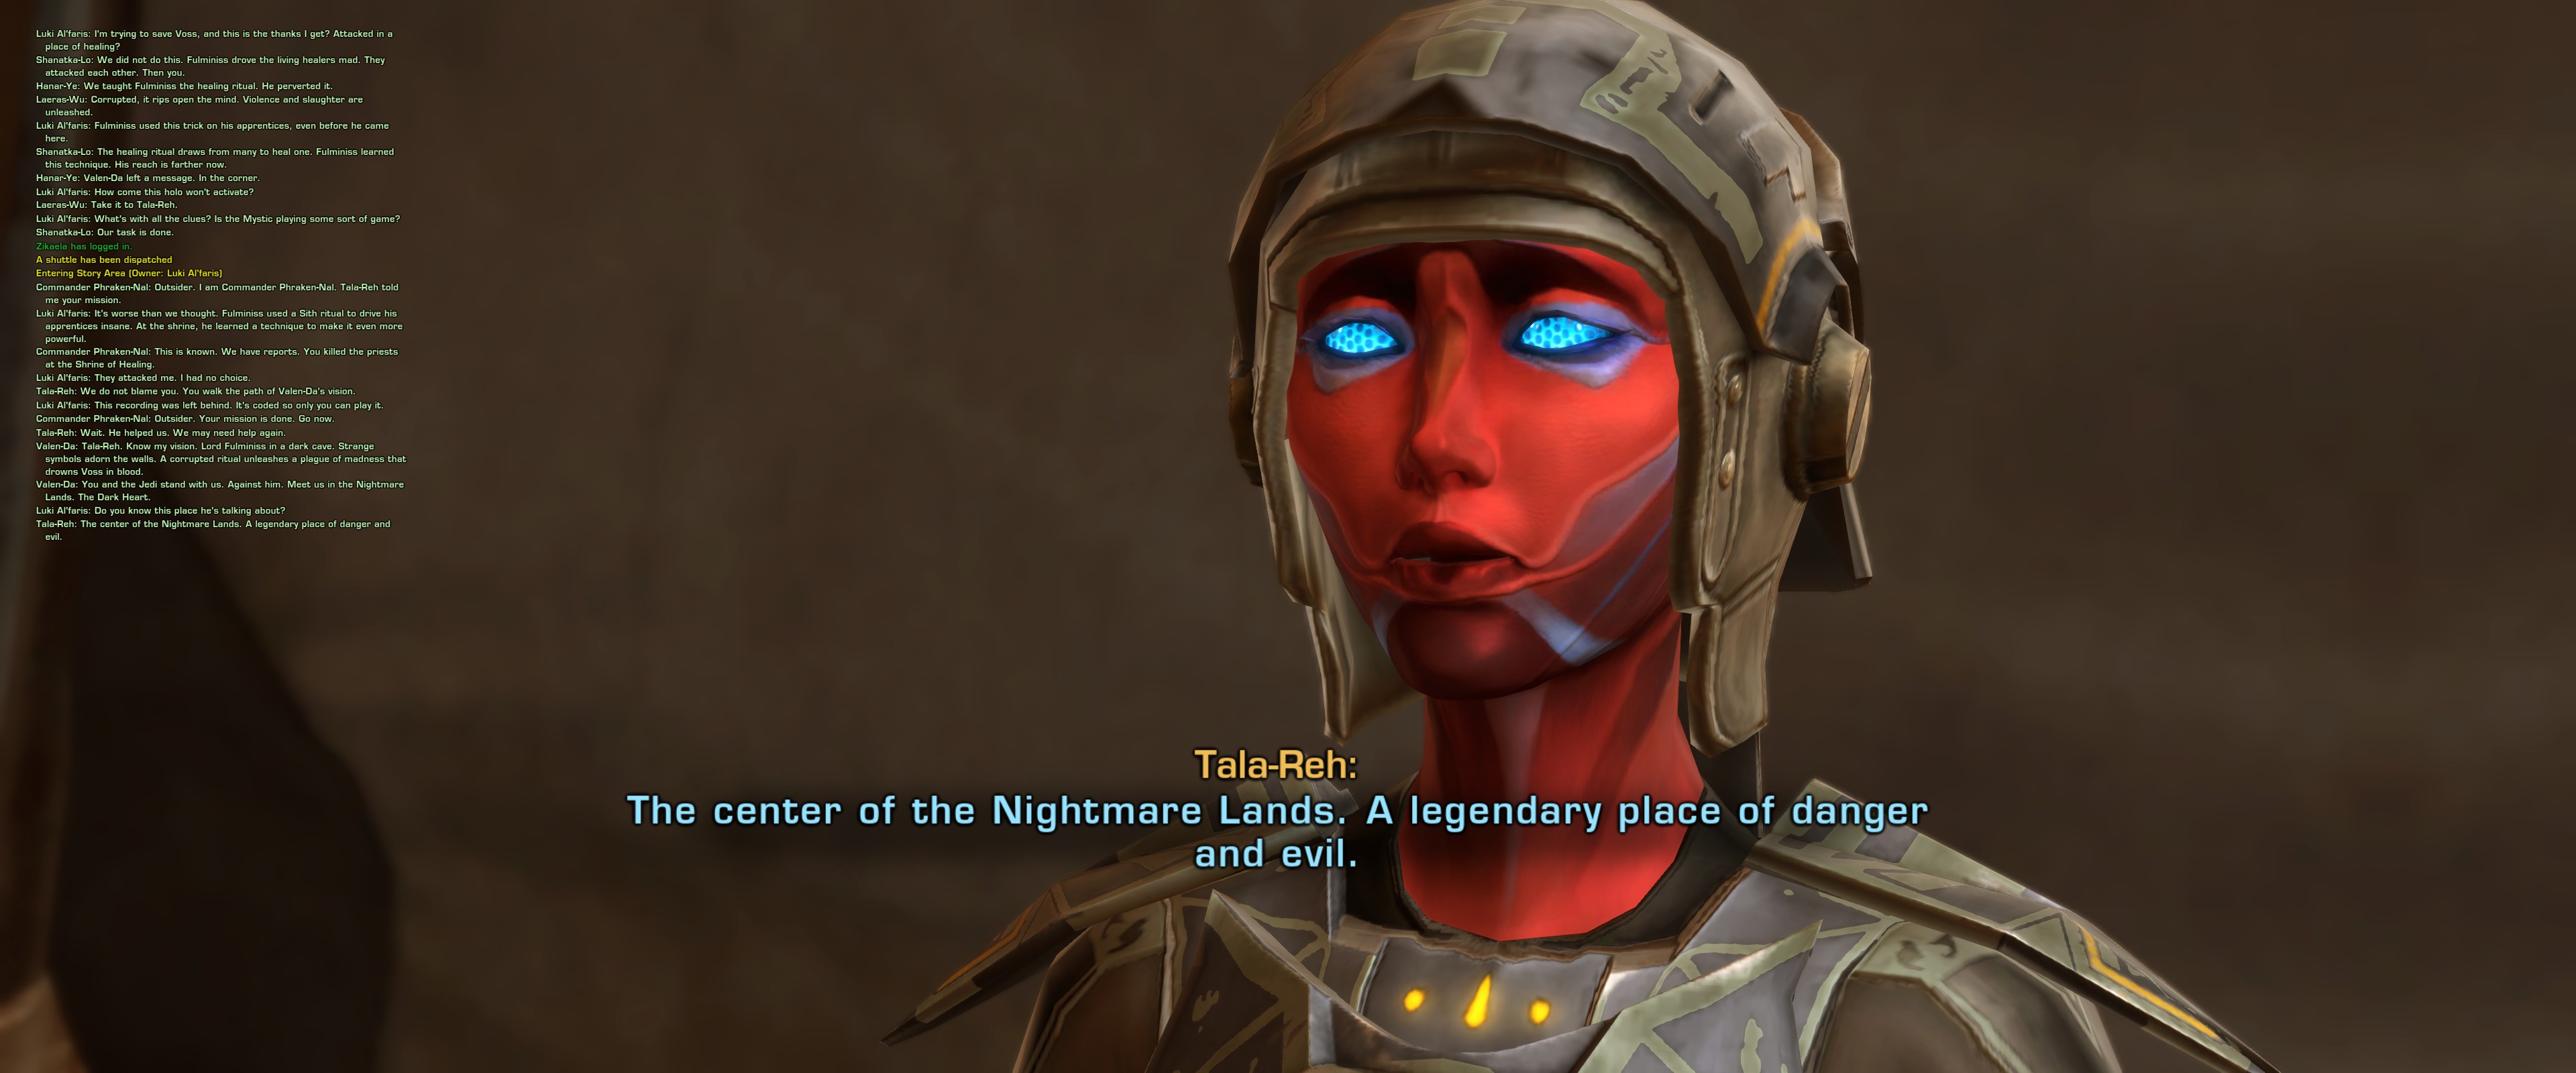 Luki Al'faris: I'm trying to save Voss, and this is the thanks I get? Attacked in a
place of healing?
Shanatka-Lo: We did not do this. Fulminiss drove the living healers mad. They
attacked each other. Then you.
Hanar-Ye: We taught Fulminiss the healing ritual. He perverted it.
Laeras-Wu: Corrupted, it rips open the mind. Violence and slaughter are
unleashed.
Luki Al'faris: Fulminiss used this trick on his apprentices, even before he came
here.
Shanatka-Lo: The healing ritual draws from many to heal one. Fulminiss learned
this technique. His reach is farther now.
Hanar-Ye: Valen-Da left a message. In the corner.
Luki Al'faris: How come this holo won't activate?
Laeras-Wu: Take it to Tala-Reh.
Luki Al'faris: What's with all the clues? Is the Mystic playing some sort of game?
Shanatka-Lo: Our task is done.
Zikaela has logged in.
A shuttle has been dispatched
Entering Story Area (Owner: Luki Al'faris)
Commander Phraken-Nal: Outsider. I am Commander Phraken-Nal. Tala-Reh told
me your mission.
Luki Al'faris: It's worse than we thought. Fulminiss used a Sith ritual to drive his
apprentices insane. At the shrine, he learned a technique to make it even more
powerful.
Commander Phraken-Nal: This is known. We have reports. You killed the priests
at the Shrine of Healing.
Luki Al'faris: They attacked me. I had no choice.
Tala-Reh: We do not blame you. You walk the path of Valen-Da's vision.
Luki Al'faris: This recording was left behind. It's coded so only you can play it.
Commander Phraken-Nal: Outsider. Your mission is done. Go now.
Tala-Reh: Wait. He helped us. We may need help again.
Valen-Da: Tala-Reh. Know my vision. Lord Fulminiss in a dark cave. Strange
symbols adorn the walls. A corrupted ritual unleashes a plague of madness that
drowns Voss in blood.
Valen-Da: You and the Jedi stand with us. Against him. Meet us in the Nightmare
Lands. The Dark Heart.
Luki Al'faris: Do you know this place he's talking about?
Tala-Reh: The center of the Nightmare Lands. A legendary place of danger and
evil.
Tala-Reh:
The center of the Nightmare Lands. A legendary place of danger
and evil.